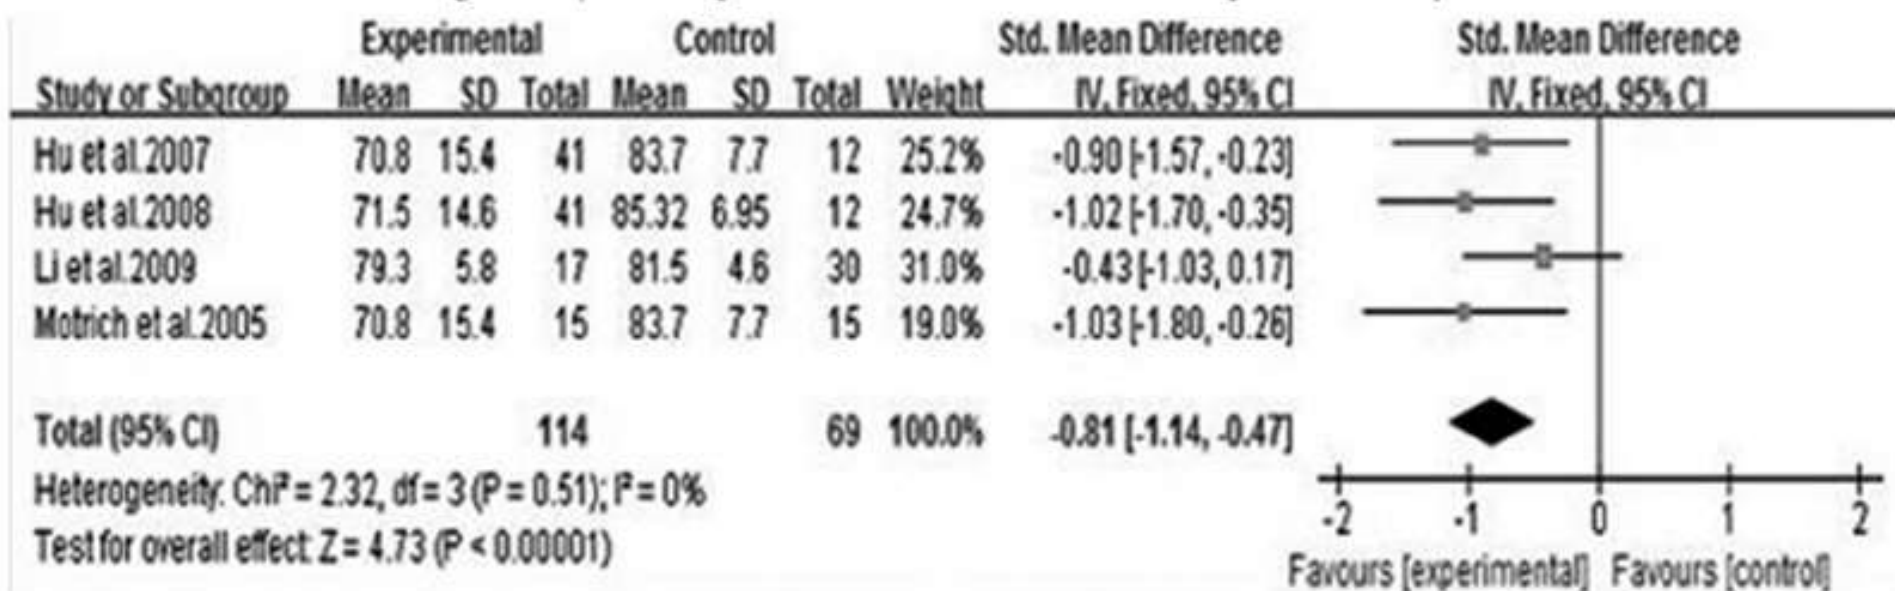 Experimental Control Std. Mean Difference Std. Mean Difference
Study or Subgroup Mean SD Total Mean SD Total Weight IV, Fixed, 95% CI IV, Fixed, 95% CI
Hu et al.2007 70.8 15.4 41 83.7 7.7 12 25.2% -0.90 [-1.57, -0.23]
Hu et al.2008 71.5 14.6 41 85.32 6.95 12 24.7% -1.02 [-1.70, -0.35]
Li et al.2009 79.3 5.8 17 81.5 4.6 30 31.0% -0.43 [-1.03, 0.17]
Motrich et al.2005 70.8 15.4 15 83.7 7.7 15 19.0% -1.03 [-1.80, -0.26]
Total (95% CI) 114 69 100.0% -0.81 [-1.14, -0.47]
Heterogeneity: Chi² = 2.32, df = 3 (P = 0.51); I² = 0%
Test for overall effect: Z = 4.73 (P < 0.00001)
-2 -1 0 1 2
Favours [experimental] Favours [control]